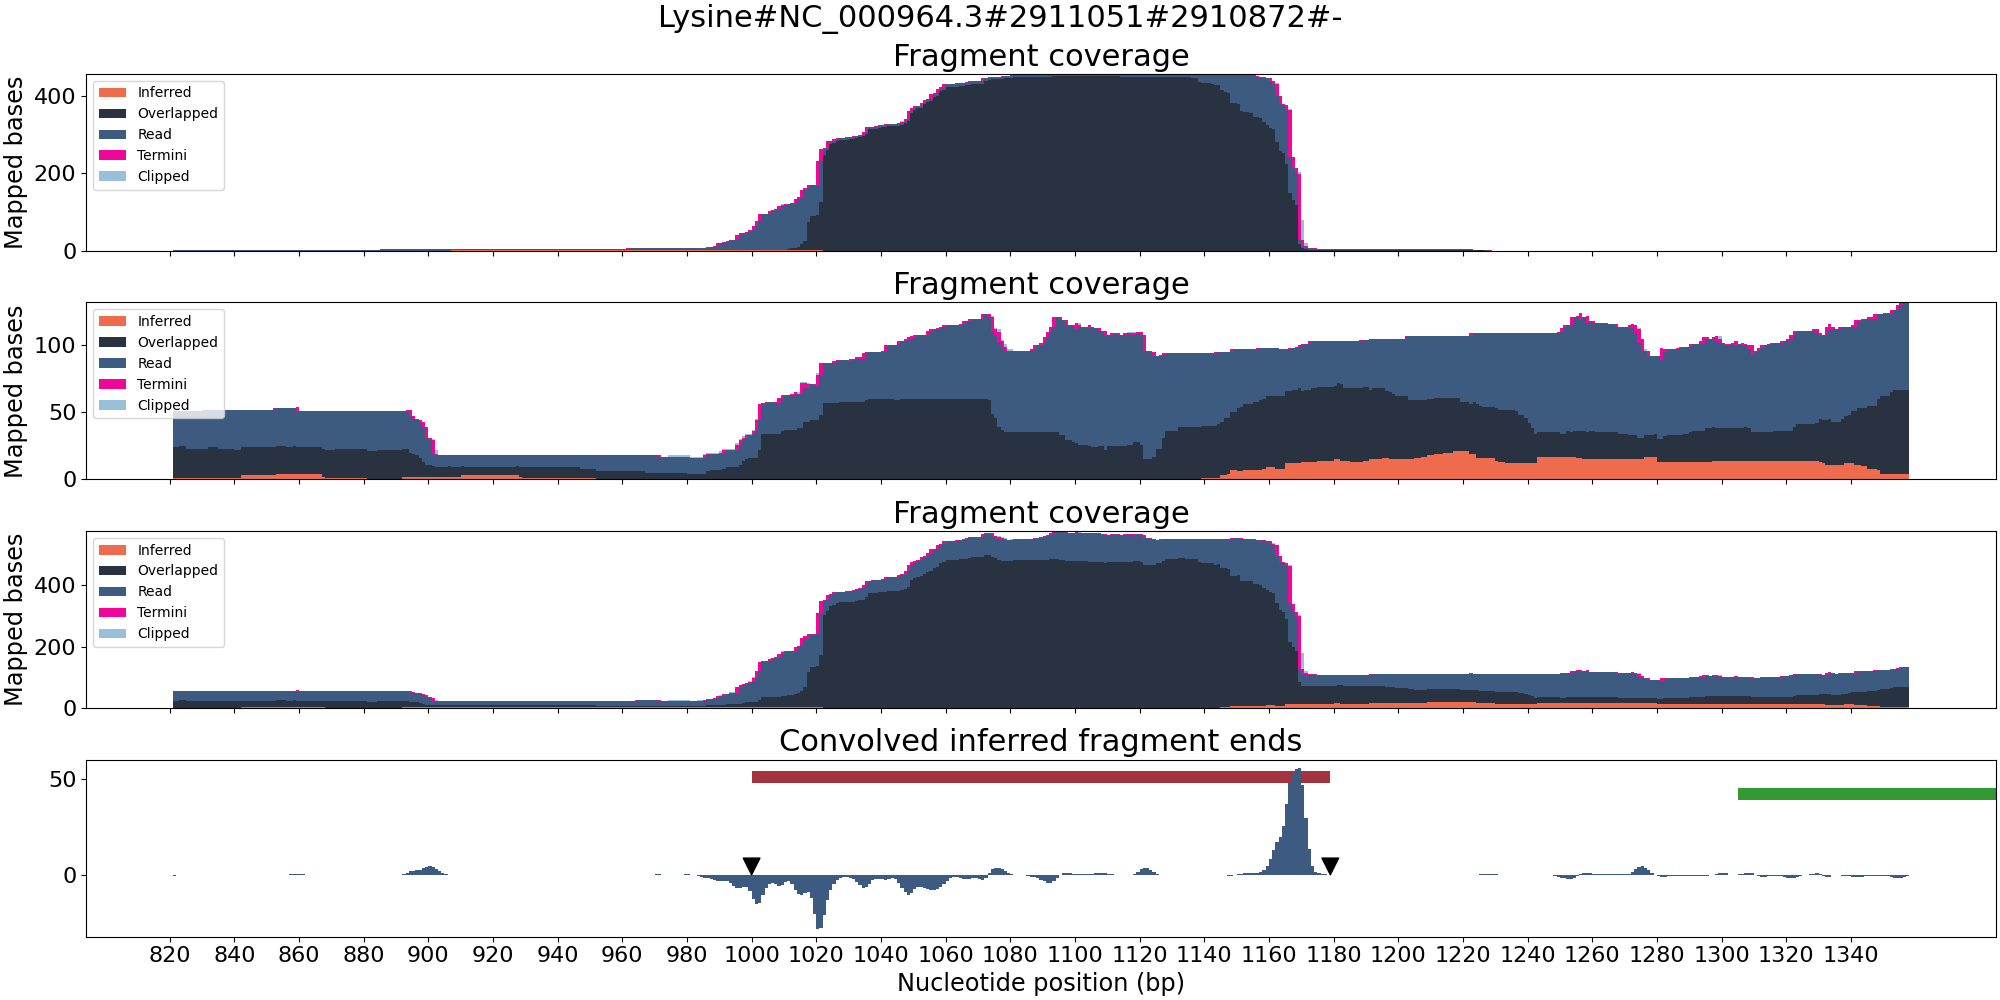 Lysine#NC_000964.3#2911051#2910872#-
Fragment coverage
Mapped bases
400
200
0
Inferred
Overlapped
Read
Termini
Clipped
Fragment coverage
Mapped bases
100
50
0
Inferred
Overlapped
Read
Termini
Clipped
Fragment coverage
Mapped bases
400
200
0
Inferred
Overlapped
Read
Termini
Clipped
Convolved inferred fragment ends
50
0
820 840 860 880 900 920 940 960 980 1000 1020 1040 1060 1080 1100 1120 1140 1160 1180 1200 1220 1240 1260 1280 1300 1320 1340
Nucleotide position (bp)